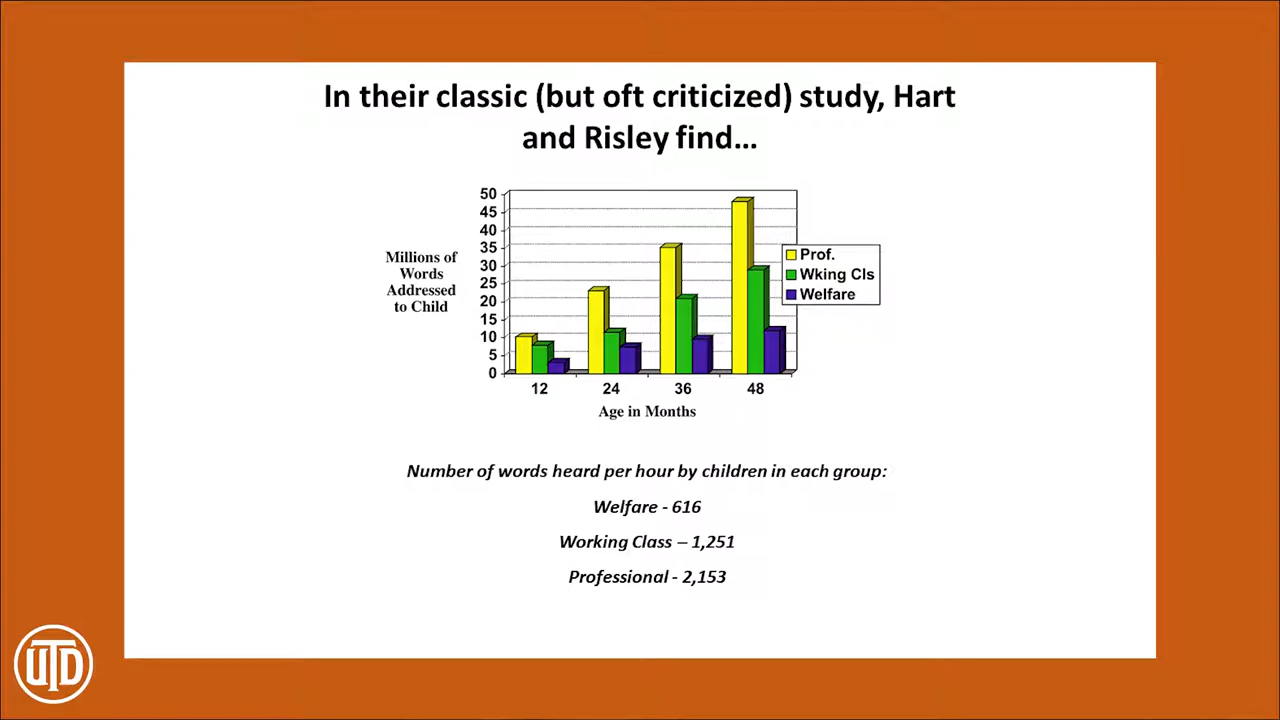 In their classic (but oft criticized) study, Hart
and Risley find…
50
45
40
35
30
25
20
15
10
5
0
Millions of
Words
Addressed
to Child
Prof.
Wking Cls
Welfare
12 24 36 48
Age in Months
Number of words heard per hour by children in each group:
Welfare - 616
Working Class – 1,251
Professional - 2,153
UTD